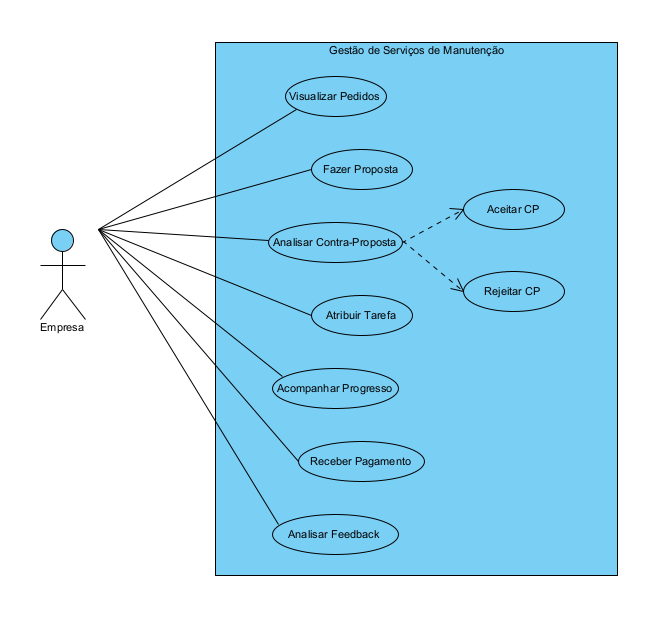 Gestão de Serviços de Manutenção
Visualizar Pedidos
Fazer Proposta
Aceitar CP
Analisar Contra-Proposta
Rejeitar CP
Atribuir Tarefa
Empresa
Acompanhar Progresso
Receber Pagamento
Analisar Feedback